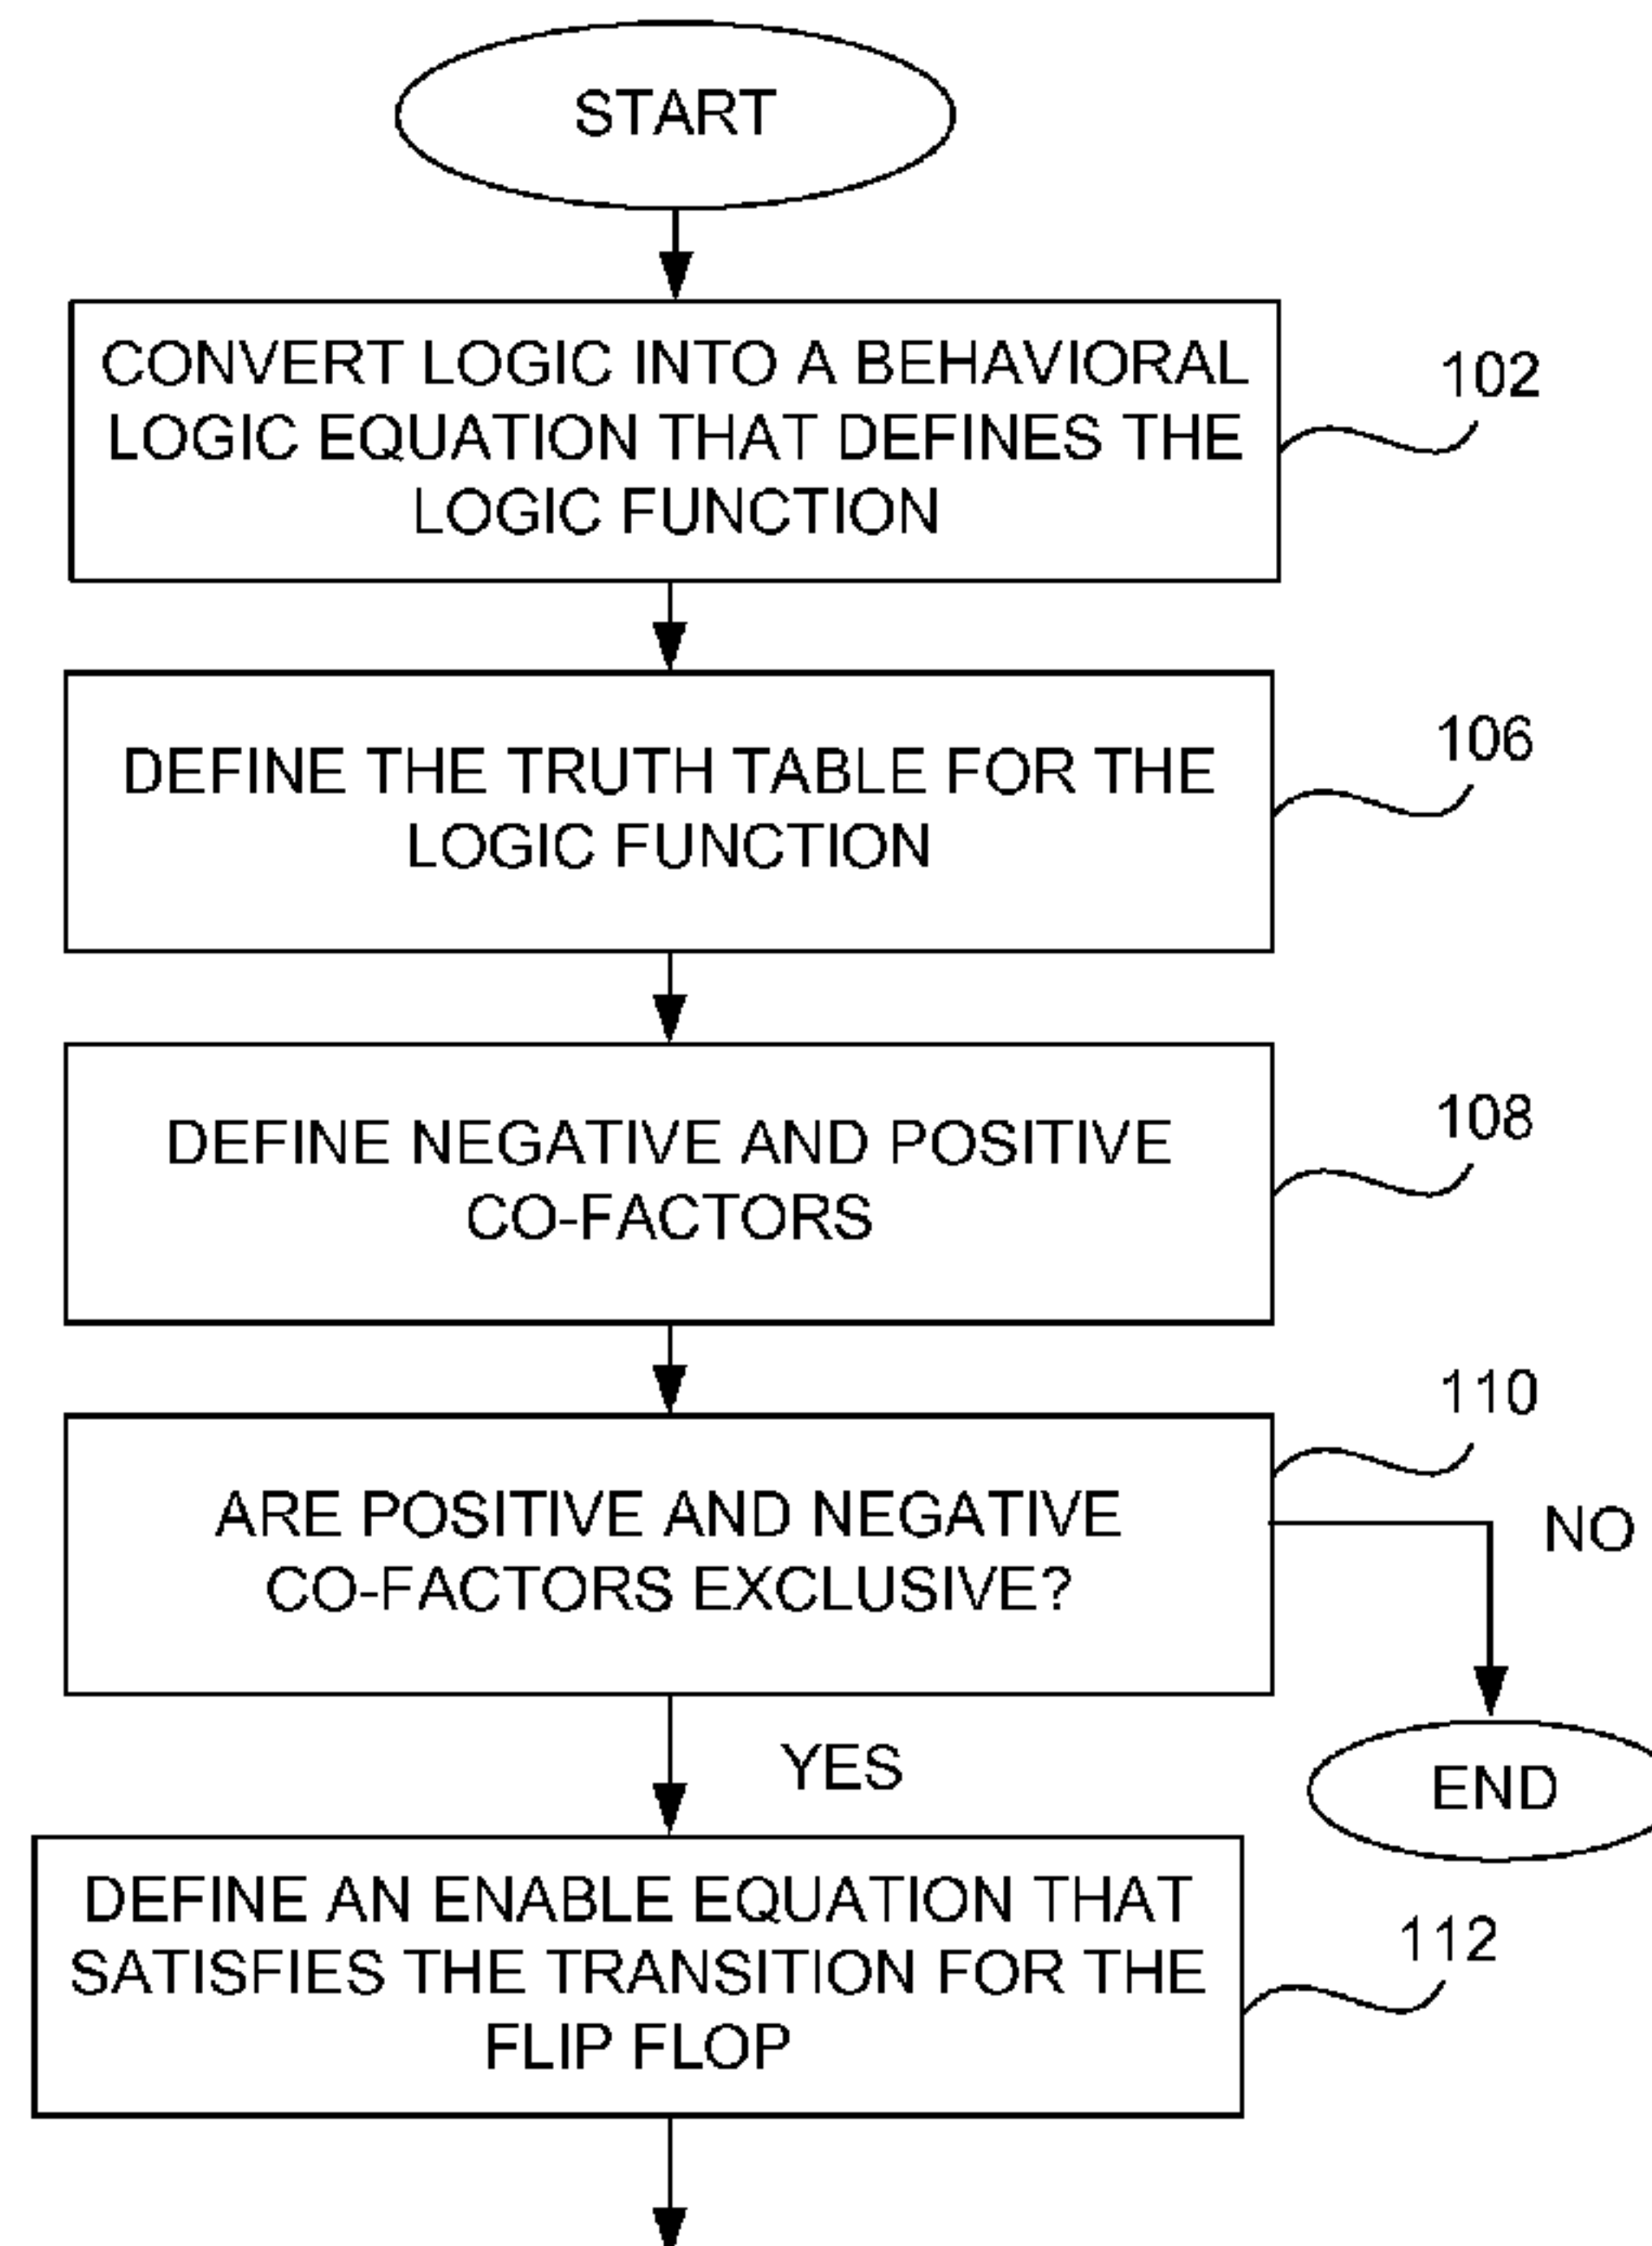 START
CONVERT LOGIC INTO A BEHAVIORAL
LOGIC EQUATION THAT DEFINES THE
LOGIC FUNCTION
102
DEFINE THE TRUTH TABLE FOR THE
LOGIC FUNCTION
106
DEFINE NEGATIVE AND POSITIVE
CO-FACTORS
108
ARE POSITIVE AND NEGATIVE
CO-FACTORS EXCLUSIVE?
110
NO
YES
END
DEFINE AN ENABLE EQUATION THAT
SATISFIES THE TRANSITION FOR THE
FLIP FLOP
112